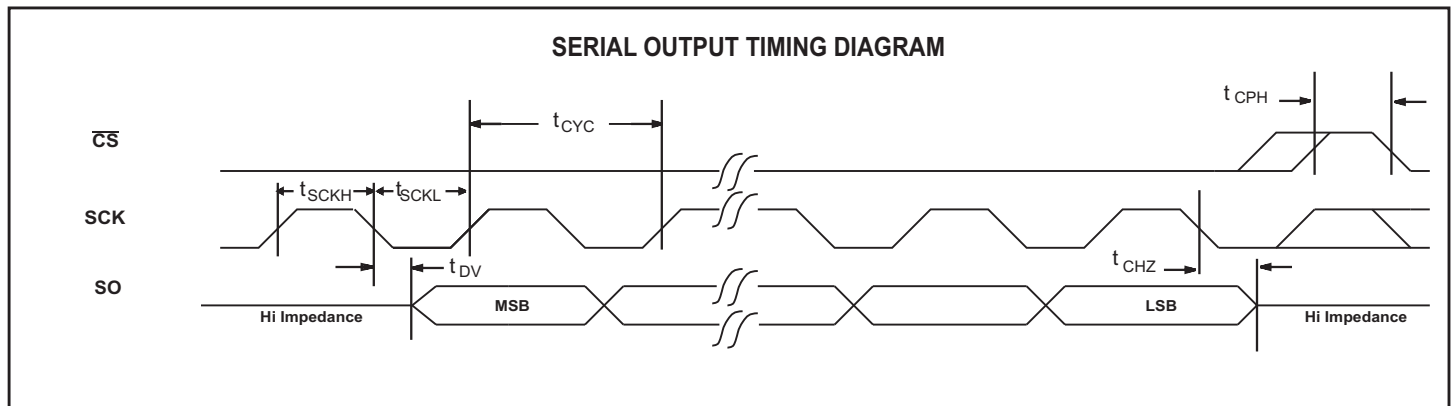 SERIAL OUTPUT TIMING DIAGRAM
t CPH
t CYC
CS
t SCKH
t SCKL
SCK
t DV
t CHZ
SO
MSB
LSB
Hi Impedance
Hi Impedance